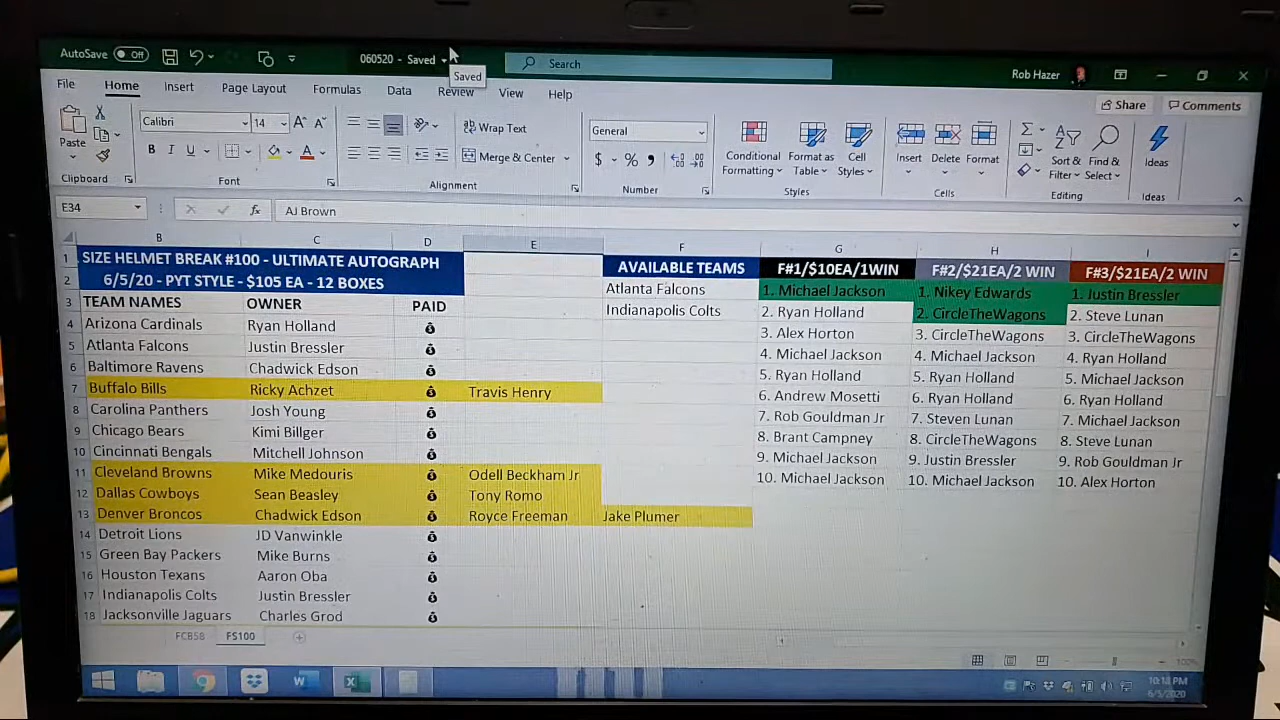 AutoSave Off 060520 - Saved Search Rob Hazer
Saved
File Home Insert Page Layout Formulas Data Review View Help Share Comments
Paste Calibri 14 A A Wrap Text General Conditional Formatting Format as Table Cell Styles Insert Delete Format Sort & Filter Find & Select Ideas
B I U A Merge & Center $ % 9
Clipboard Font Alignment Number Styles Cells Editing Ideas
E34 fx AJ Brown
B C D E F G H I
1 SIZE HELMET BREAK #100 - ULTIMATE AUTOGRAPH AVAILABLE TEAMS F#1/$10EA/1WIN F#2/$21EA/2 WIN F#3/$21EA/2 WIN
2 6/5/20 - PYT STYLE - $105 EA - 12 BOXES Atlanta Falcons 1. Michael Jackson 1. Nikey Edwards 1. Justin Bressler
3 TEAM NAMES OWNER PAID Indianapolis Colts 2. Ryan Holland 2. CircleTheWagons 2. Steve Lunan
4 Arizona Cardinals Ryan Holland 3. Alex Horton 3. CircleTheWagons 3. CircleTheWagons
5 Atlanta Falcons Justin Bressler 4. Michael Jackson 4. Michael Jackson 4. Ryan Holland
6 Baltimore Ravens Chadwick Edson 5. Ryan Holland 5. Ryan Holland 5. Michael Jackson
7 Buffalo Bills Ricky Achzet Travis Henry 6. Andrew Mosetti 6. Ryan Holland 6. Ryan Holland
8 Carolina Panthers Josh Young 7. Rob Gouldman Jr 7. Steven Lunan 7. Michael Jackson
9 Chicago Bears Kimi Billger 8. Brant Campney 8. CircleTheWagons 8. Steve Lunan
10 Cincinnati Bengals Mitchell Johnson 9. Michael Jackson 9. Justin Bressler 9. Rob Gouldman Jr
11 Cleveland Browns Mike Medouris Odell Beckham Jr 10. Michael Jackson 10. Michael Jackson 10. Alex Horton
12 Dallas Cowboys Sean Beasley Tony Romo
13 Denver Broncos Chadwick Edson Royce Freeman Jake Plumer
14 Detroit Lions JD Vanwinkle
15 Green Bay Packers Mike Burns
16 Houston Texans Aaron Oba
17 Indianapolis Colts Justin Bressler
18 Jacksonville Jaguars Charles Grod
FCB58 FS100
100%
10:18 PM
6/5/2020